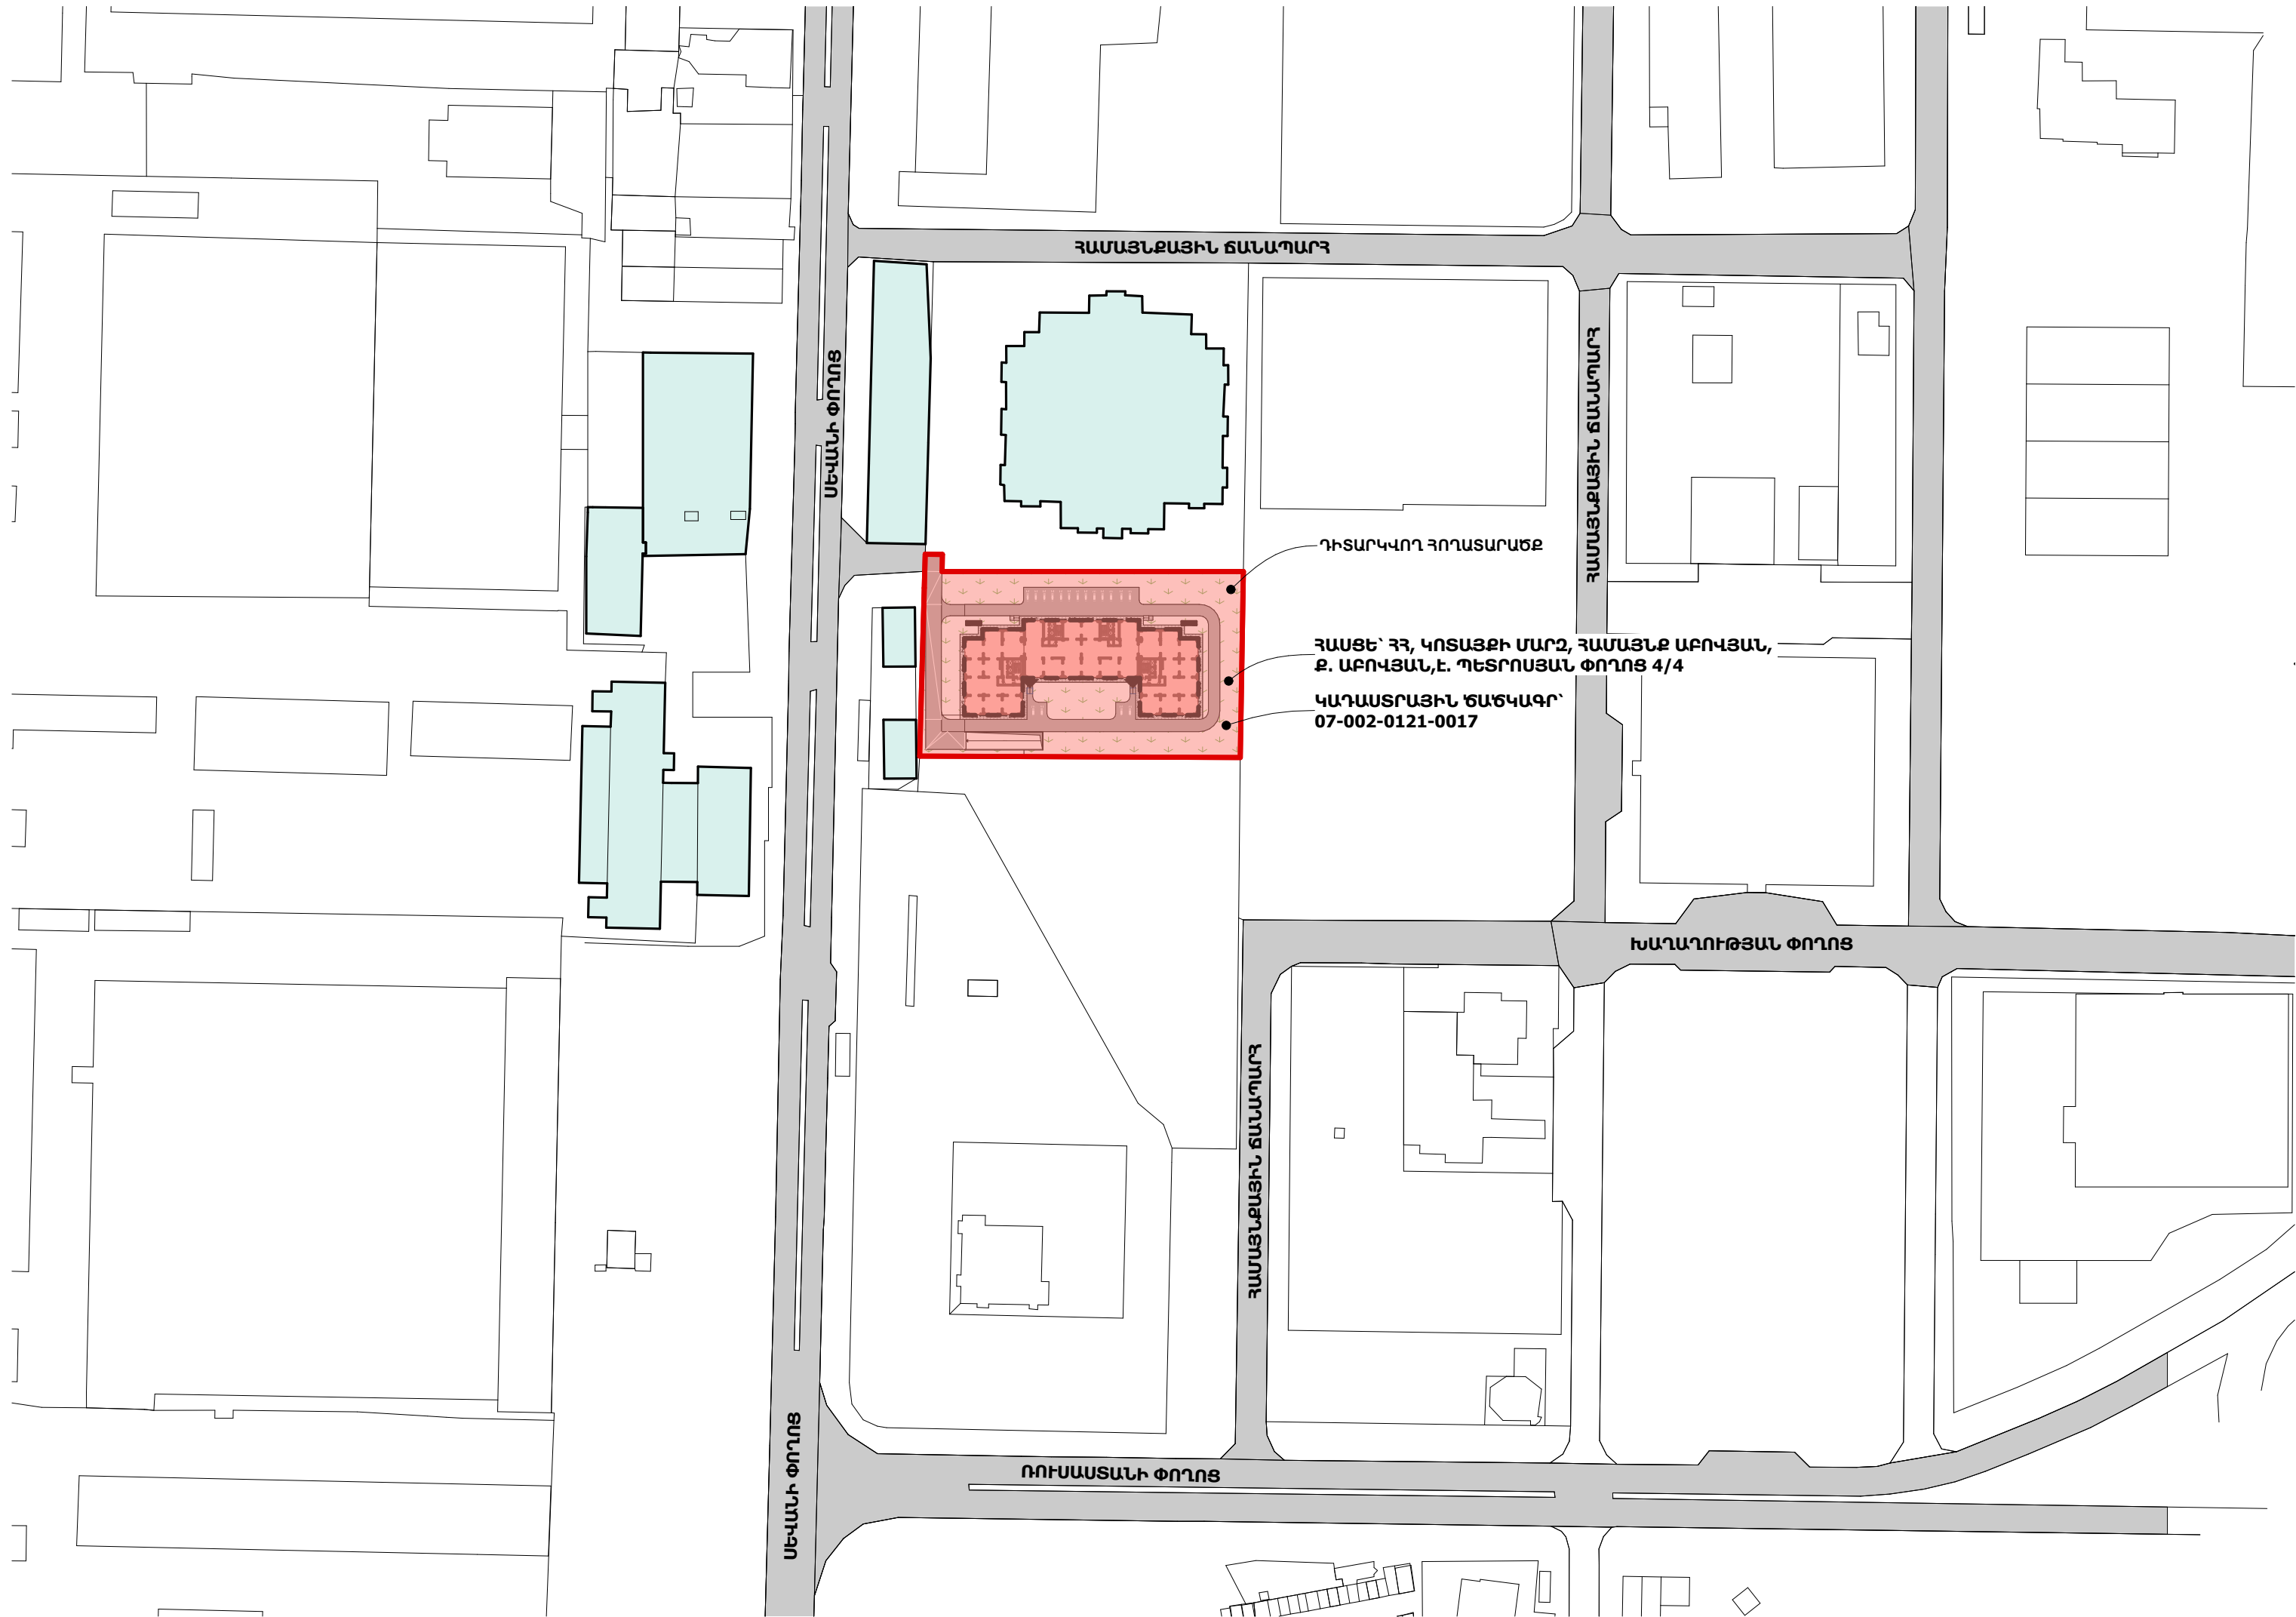 ՀԱՄԱՅՆՔԱՅԻՆ ՃԱՆԱՊԱՐՀ
ՍԵՎԱՆԻ ՓՈՂՈՑ
ՀԱՄԱՅՆՔԱՅԻՆ ՃԱՆԱՊԱՐՀ
ԴԻՏԱՐԿՎՈՂ ՀՈՂԱՏԱՐԱԾՔ
ՀԱՍՑԵ՝ ՀՀ, ԿՈՏԱՅՔԻ ՄԱՐԶ, ՀԱՄԱՅՆՔ ԱԲՈՎՅԱՆ,
Ք. ԱԲՈՎՅԱՆ,Է. ՊԵՏՐՈՍՅԱՆ ՓՈՂՈՑ 4/4
ԿԱԴԱՍՏՐԱՅԻՆ ԾԱԾԿԱԳՐ՝
07-002-0121-0017
ԽԱՂԱՂՈՒԹՅԱՆ ՓՈՂՈՑ
ՀԱՄԱՅՆՔԱՅԻՆ ՃԱՆԱՊԱՐՀ
ՍԵՎԱՆԻ ՓՈՂՈՑ
ՌՈՒՍԱՍՏԱՆԻ ՓՈՂՈՑ